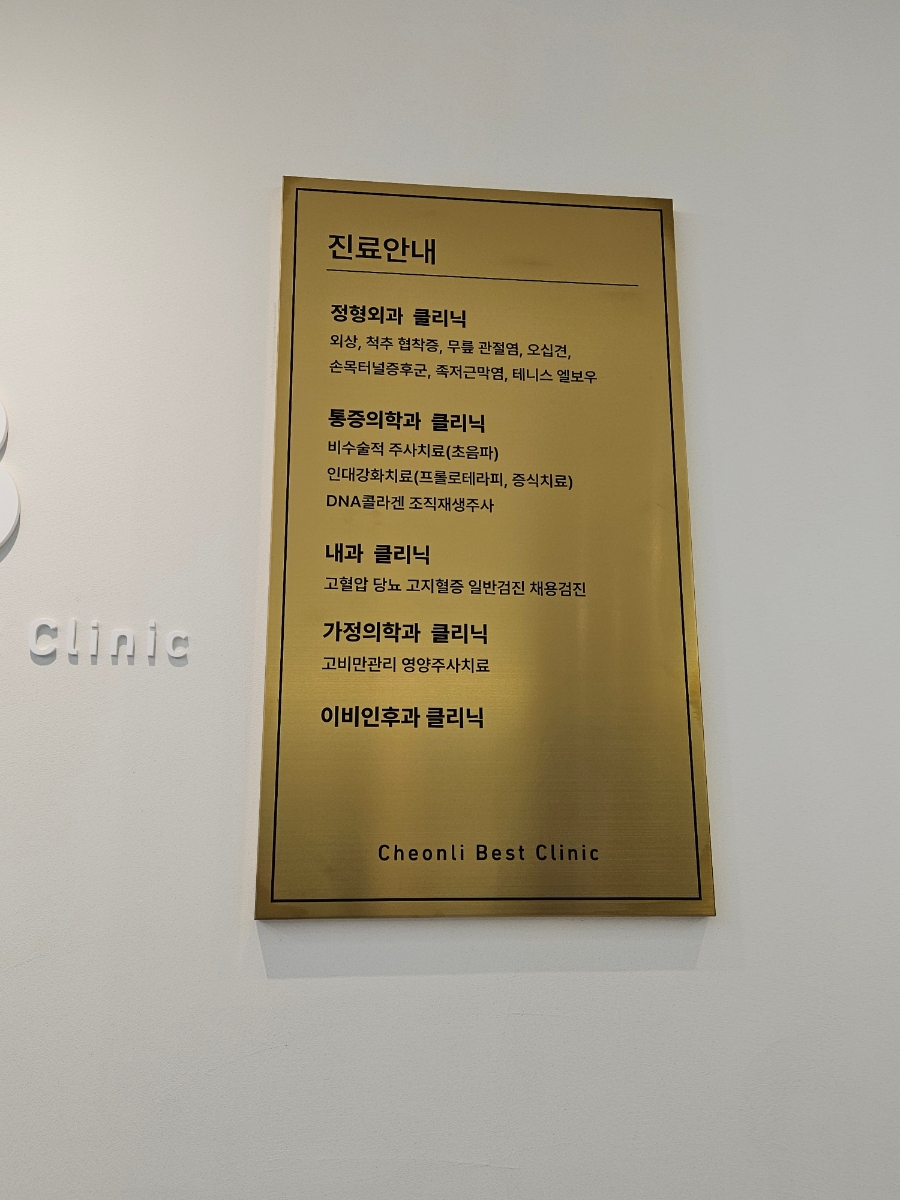 진료안내
정형외과 클리닉
외상, 척추 협착증, 무릎 관절염, 오십견,
손목터널증후군, 족저근막염, 테니스 엘보우
통증의학과 클리닉
비수술적 주사치료(초음파)
인대강화치료(프롤로테라피, 증식치료)
DNA콜라겐 조직재생주사
내과 클리닉
고혈압 당뇨 고지혈증 일반검진 채용검진
가정의학과 클리닉
고비만관리 영양주사치료
이비인후과 클리닉
Cheonli Best Clinic
Clinic